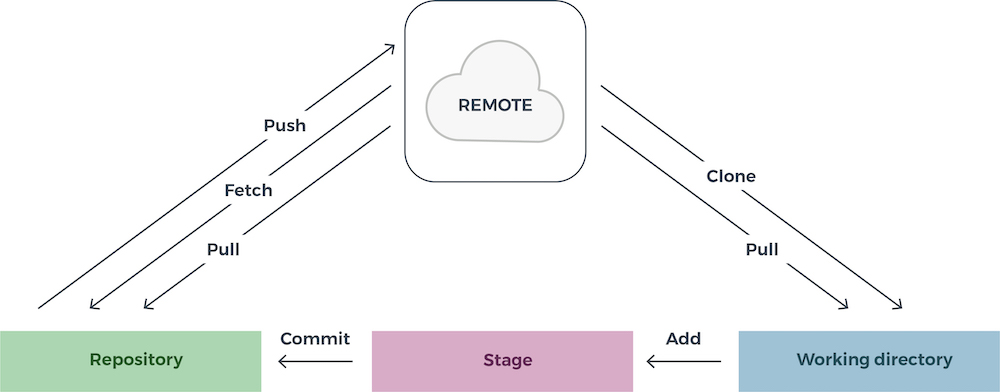 REMOTE
Push
Clone
Fetch
Pull
Pull
Commit
Add
Repository
Stage
Working directory